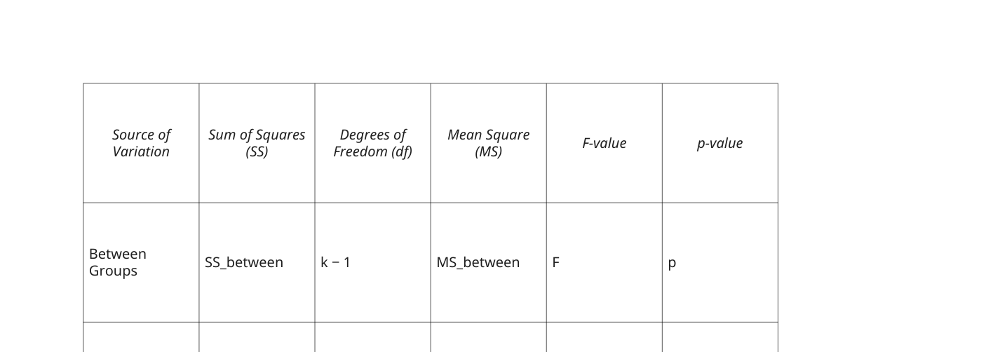 Source of
Variation
Sum of Squares
(SS)
Degrees of
Freedom (df)
Mean Square
(MS)
F-value
p-value
Between
Groups
SS_between
k − 1
MS_between
F
p